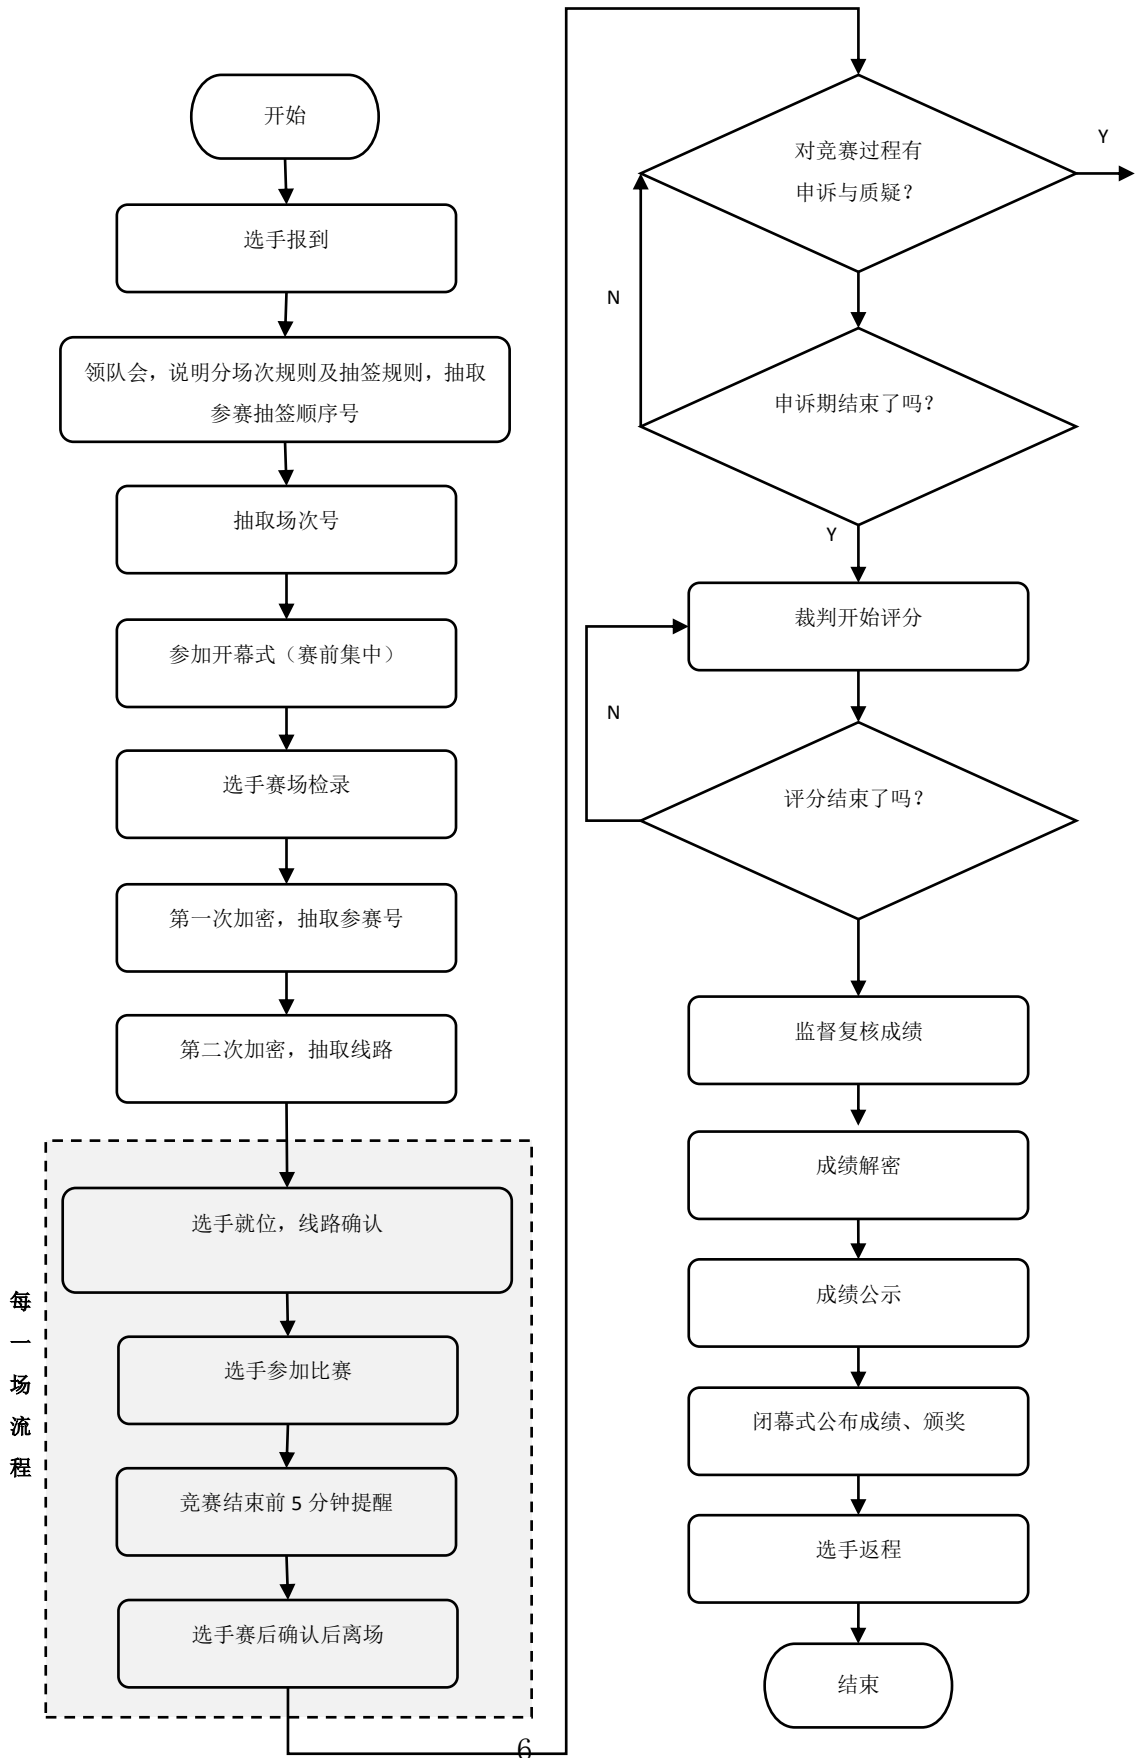 开始
选手报到
领队会，说明分场次规则及抽签规则，抽取
参赛抽签顺序号
抽取场次号
参加开幕式（赛前集中）
选手赛场检录
第一次加密，抽取参赛号
第二次加密，抽取线路
每
一
场
流
程
选手就位，线路确认
选手参加比赛
竞赛结束前 5 分钟提醒
选手赛后确认后离场
对竞赛过程有
申诉与质疑？
Y
N
申诉期结束了吗？
Y
裁判开始评分
N
评分结束了吗？
监督复核成绩
成绩解密
成绩公示
闭幕式公布成绩、颁奖
选手返程
结束
6